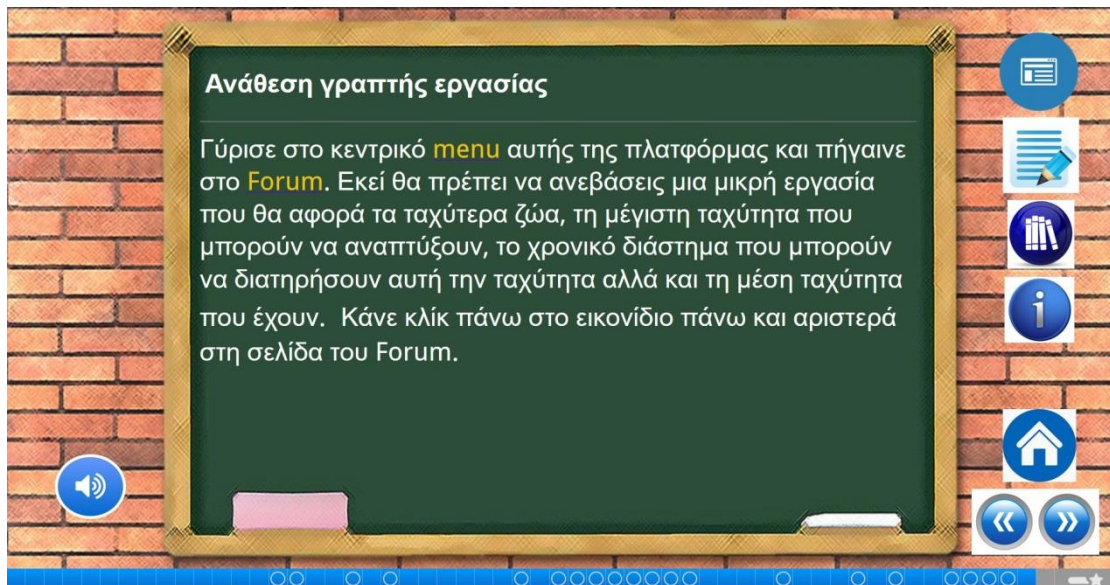 Ανάθεση γραπτής εργασίας
Γύρισε στο κεντρικό menu αυτής της πλατφόρμας και πήγαινε
στο Forum. Εκεί θα πρέπει να ανεβάσεις μια μικρή εργασία
που θα αφορά τα ταχύτερα ζώα, τη μέγιστη ταχύτητα που
μπορούν να αναπτύξουν, το χρονικό διάστημα που μπορούν
να διατηρήσουν αυτή την ταχύτητα αλλά και τη μέση ταχύτητα
που έχουν. Κάνε κλίκ πάνω στο εικονίδιο πάνω και αριστερά
στη σελίδα του Forum.